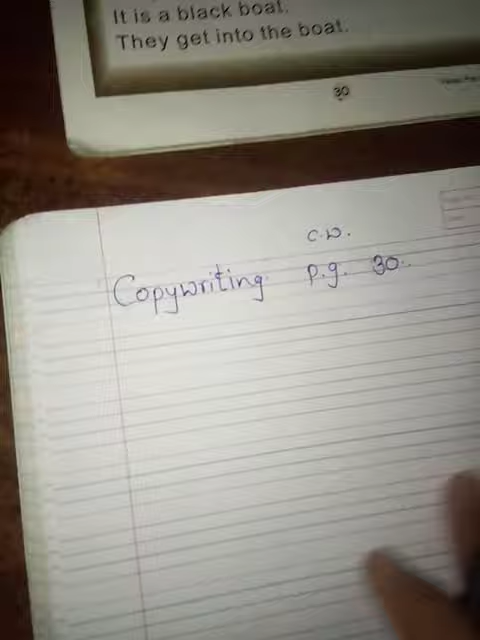 It is a black boat.
They get into the boat.
30
C.W.
Copywriting p.g. 30.